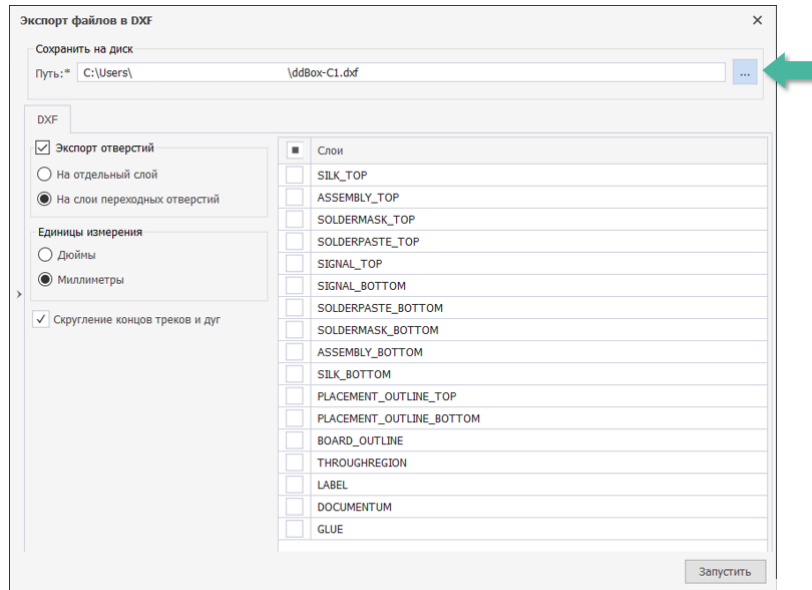 Экспорт файлов в DXF
Сохранить на диск
Путь:* C:\Users\ \ddBox-C1.dxf ...
DXF
Экспорт отверстий
На отдельный слой
На слои переходных отверстий
Единицы измерения
Дюймы
Миллиметры
Скругление концов треков и дуг
Слои
SILK_TOP
ASSEMBLY_TOP
SOLDERMASK_TOP
SOLDERPASTE_TOP
SIGNAL_TOP
SIGNAL_BOTTOM
SOLDERPASTE_BOTTOM
SOLDERMASK_BOTTOM
ASSEMBLY_BOTTOM
SILK_BOTTOM
PLACEMENT_OUTLINE_TOP
PLACEMENT_OUTLINE_BOTTOM
BOARD_OUTLINE
THROUGHREGION
LABEL
DOCUMENTUM
GLUE
Запустить